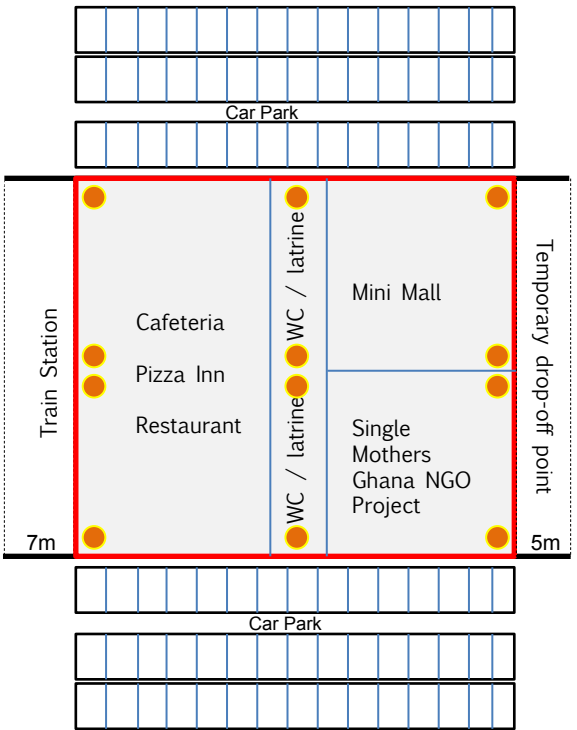 Car Park
Train Station
7m
Cafeteria
Pizza Inn
Restaurant
WC / latrine
WC / latrine
Mini Mall
Single
Mothers
Ghana NGO
Project
Temporary drop-off point
5m
Car Park